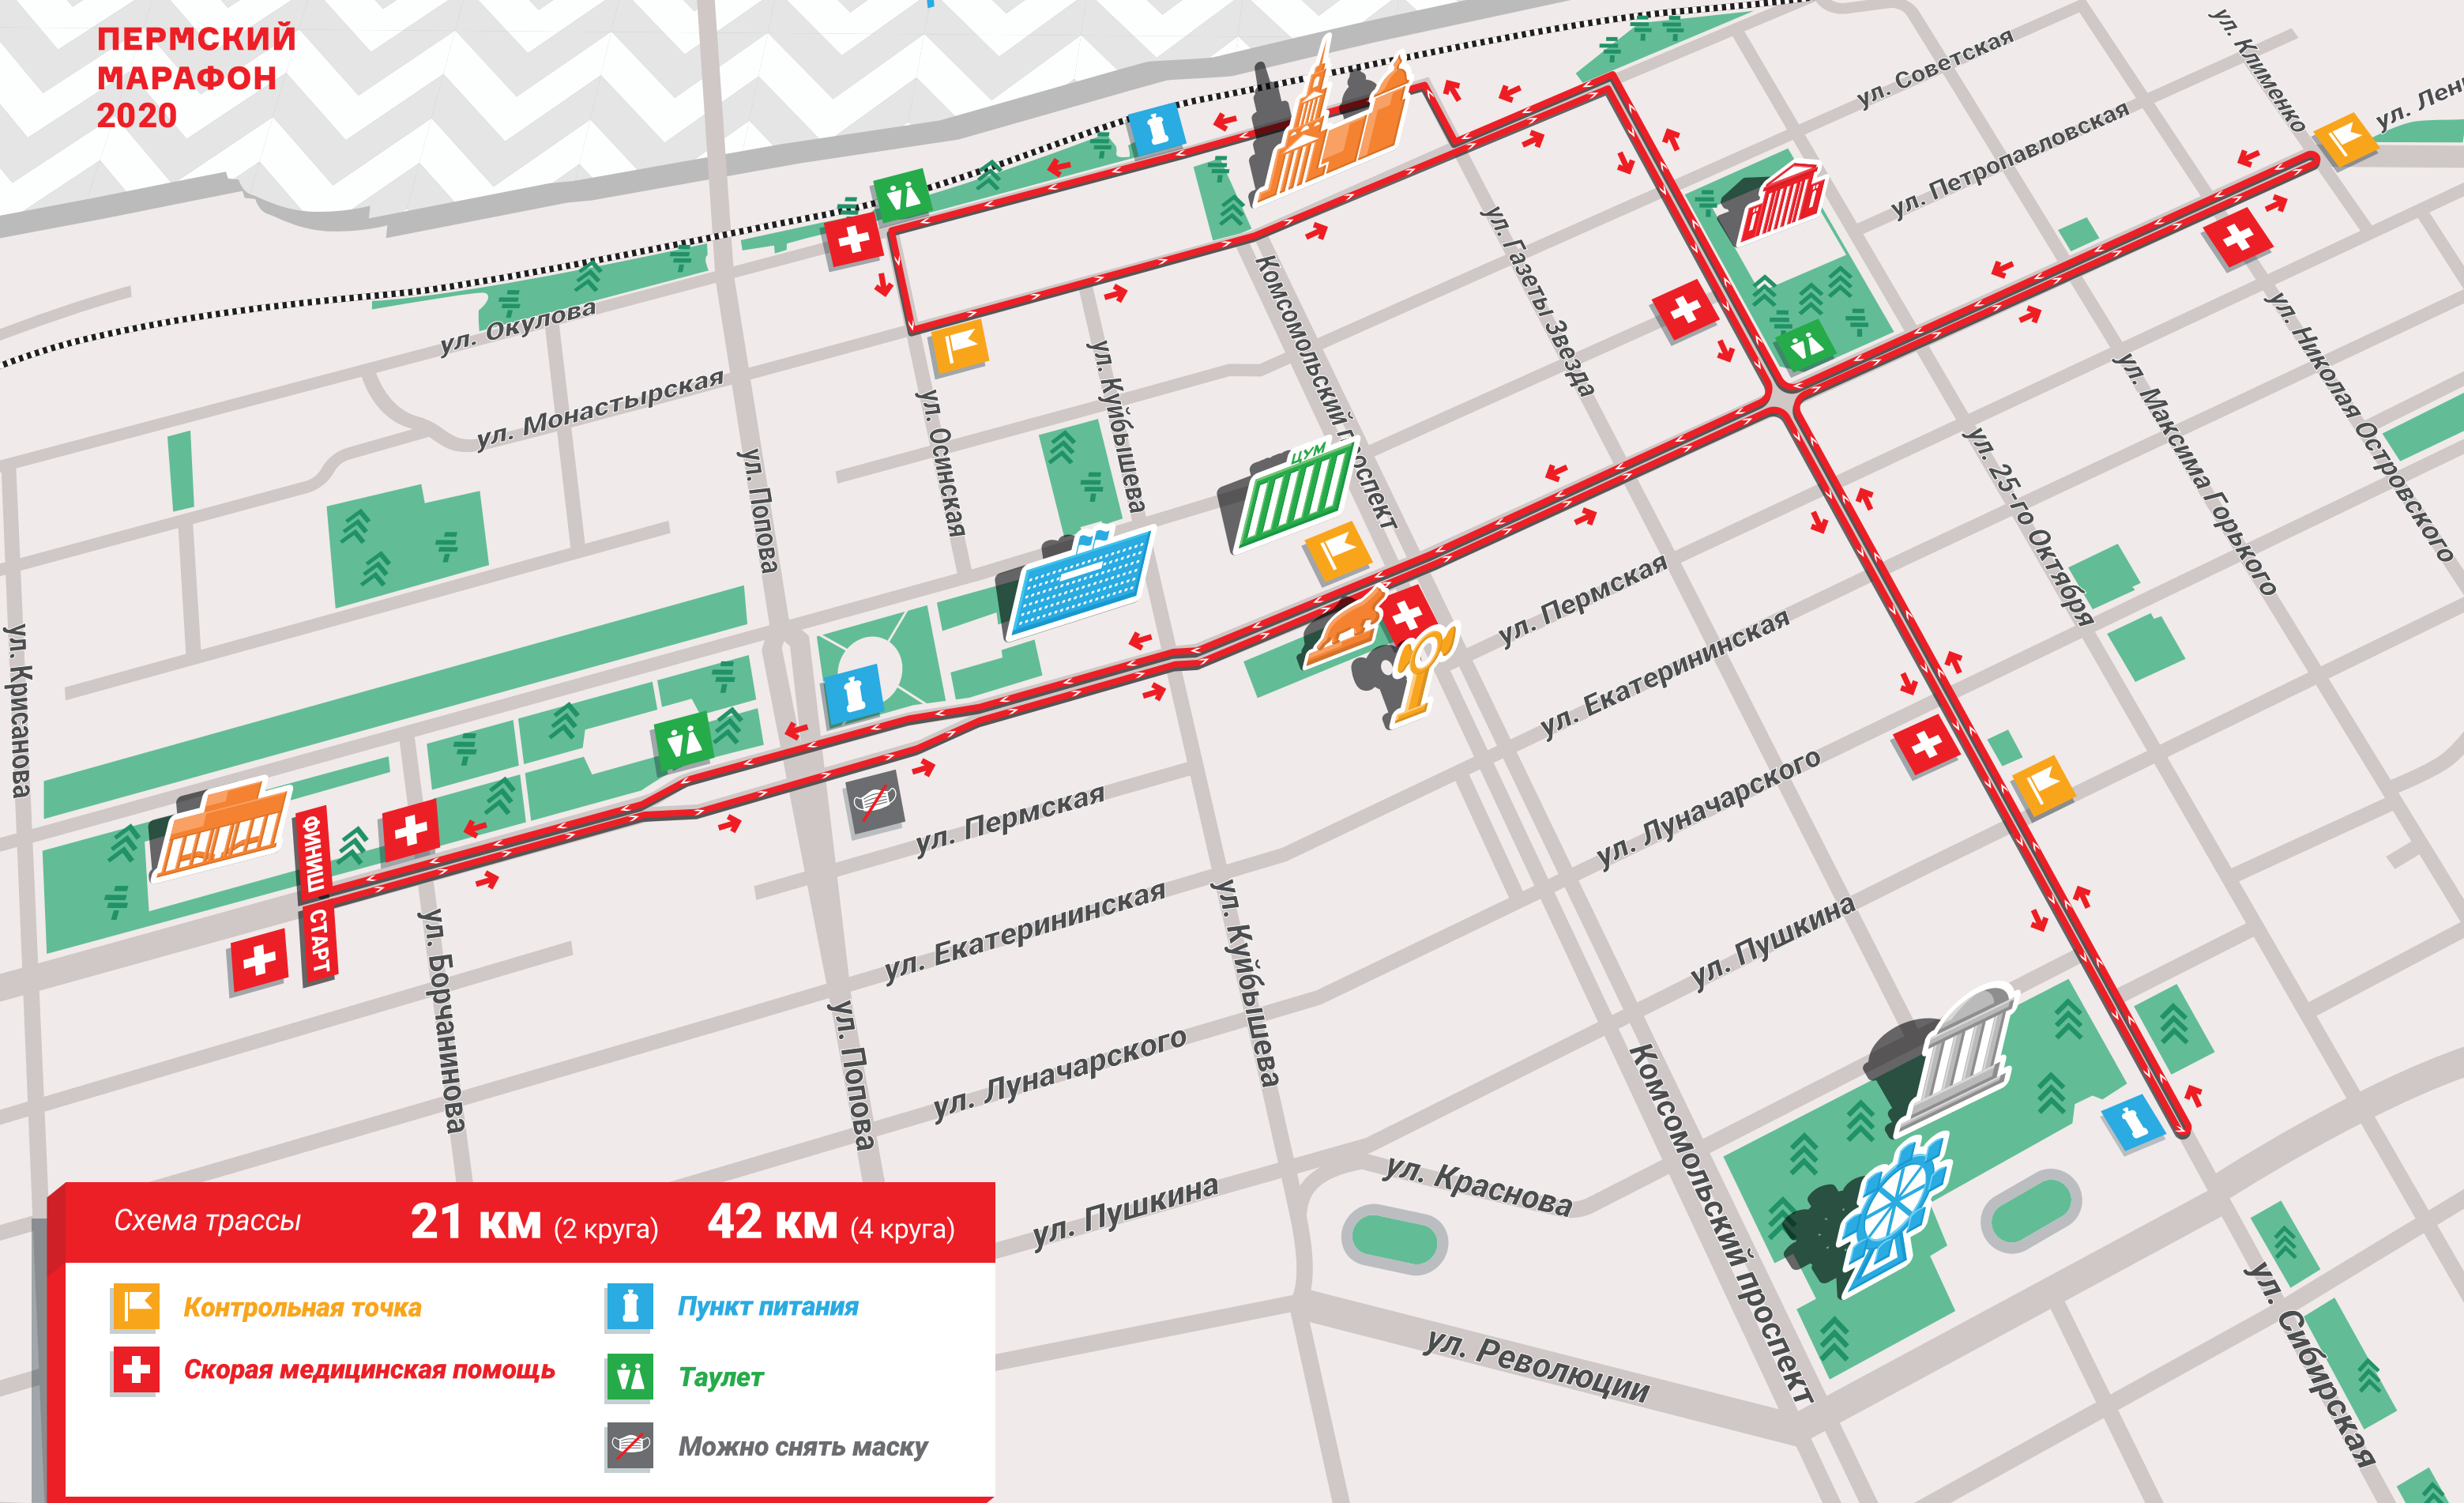 ПЕРМСКИЙ
МАРАФОН
2020
ул. Клименко
ул. Советская
ул. Лен
ул. Петропавловская
ул. Окулова
ул. Газеты Звезда
Комсомольский проспект
ул. Николая Островского
ул. Монастырская
ул. Куйбышева
ул. Максима Горького
ул. Осинская
ул. 25-го Октября
ул. Попова
ЦУМ
ул. Крисанова
ул. Пермская
ул. Екатерининская
ул. Луначарского
ул. Пермская
ФИНИШ
СТАРТ
ул. Екатерининская
ул. Пушкина
ул. Борчанинова
ул. Куйбышева
ул. Попова
ул. Луначарского
Комсомольский проспект
ул. Краснова
ул. Пушкина
ул. Революции
ул. Сибирская
Схема трассы 21 км (2 круга) 42 км (4 круга)
Контрольная точка
Пункт питания
Скорая медицинская помощь
Таулет
Можно снять маску